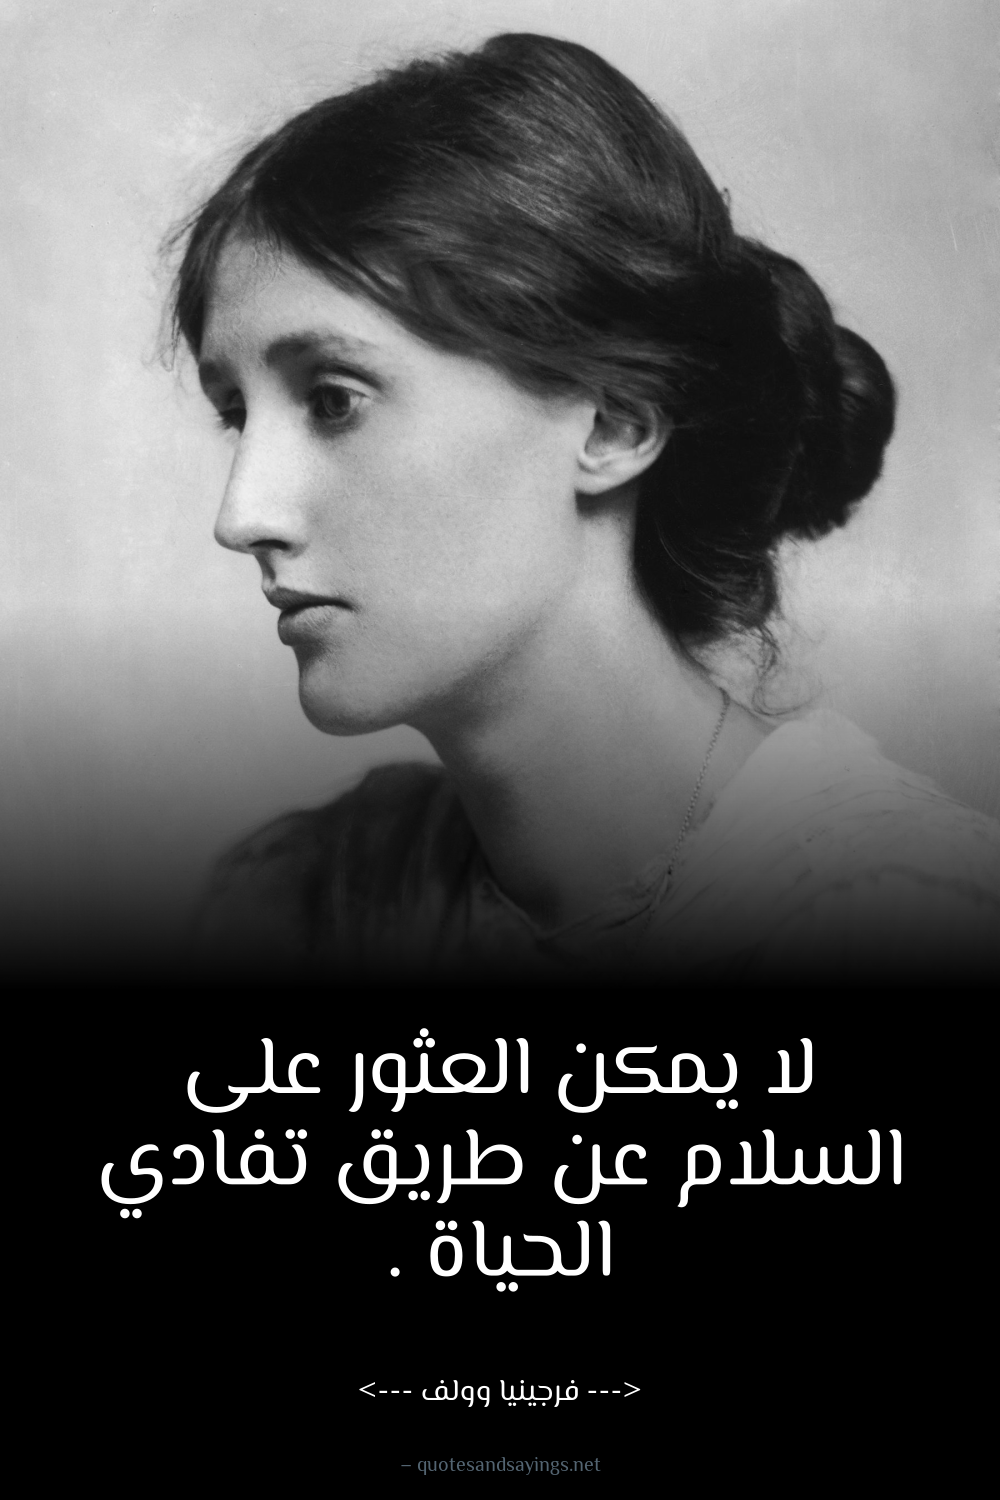 لا يمكن العثور على
السلام عن طريق تفادي
الحياة .
<--- فرجينيا وولف --->
– quotesandsayings.net